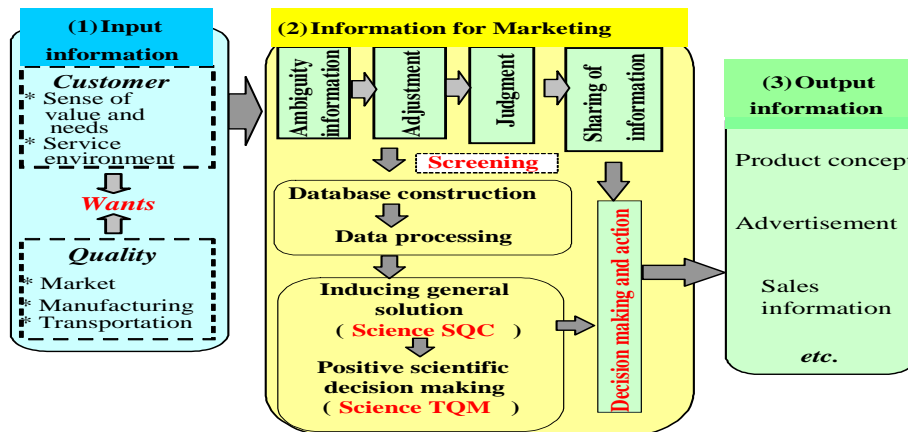 (1)Input
information
Customer
* Sense of
value and
needs
* Service
environment
Wants
Quality
* Market
* Manufacturing
* Transportation
(2)Information for Marketing
Ambiguity
information
Adjustment
Judgment
Sharing of
information
Screening
Database construction
Data processing
Inducing general
solution
( Science SQC )
Positive scientific
decision making
( Science TQM )
Decision making and action
(3)Output
information
Product concept
Advertisement
Sales
information
etc.